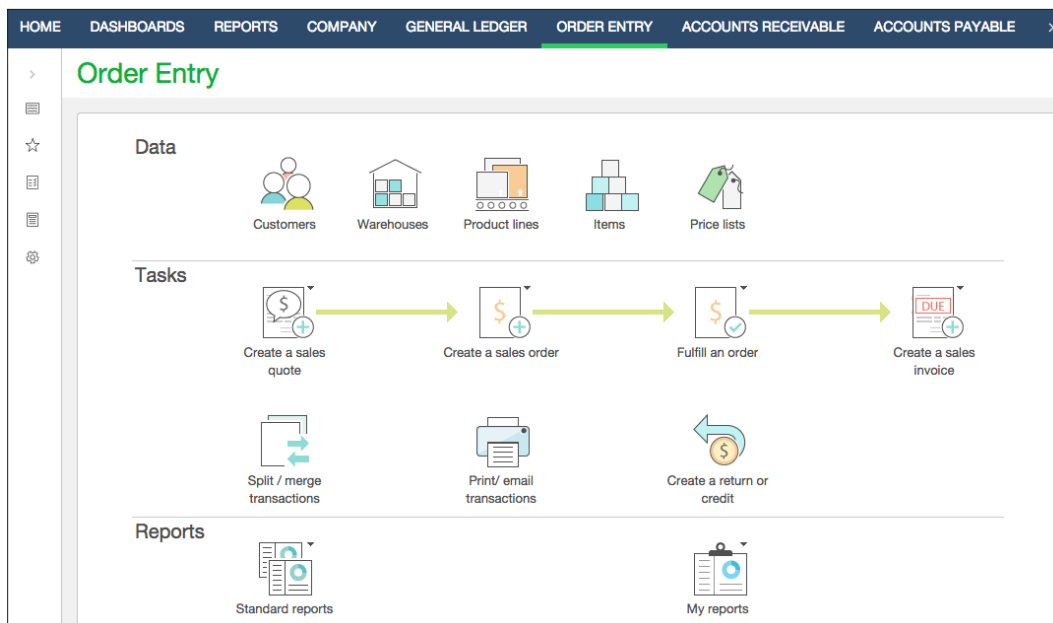 HOME DASHBOARDS REPORTS COMPANY GENERAL LEDGER ORDER ENTRY ACCOUNTS RECEIVABLE ACCOUNTS PAYABLE
Order Entry
Data
Customers Warehouses Product lines Items Price lists
Tasks
$ $ $ DUE
Create a sales quote
Create a sales order
Fulfill an order
Create a sales invoice
$
Split / merge transactions
Print/ email transactions
Create a return or credit
Reports
Standard reports
My reports